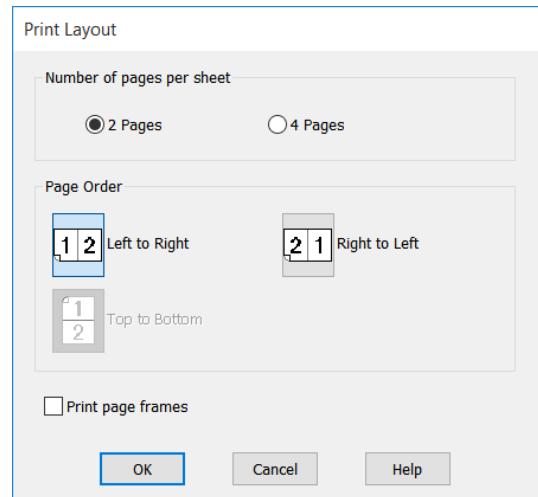 Print Layout
Number of pages per sheet
2 Pages 4 Pages
Page Order
1 2 Left to Right 2 1 Right to Left
1
2
Top to Bottom
Print page frames
OK Cancel Help